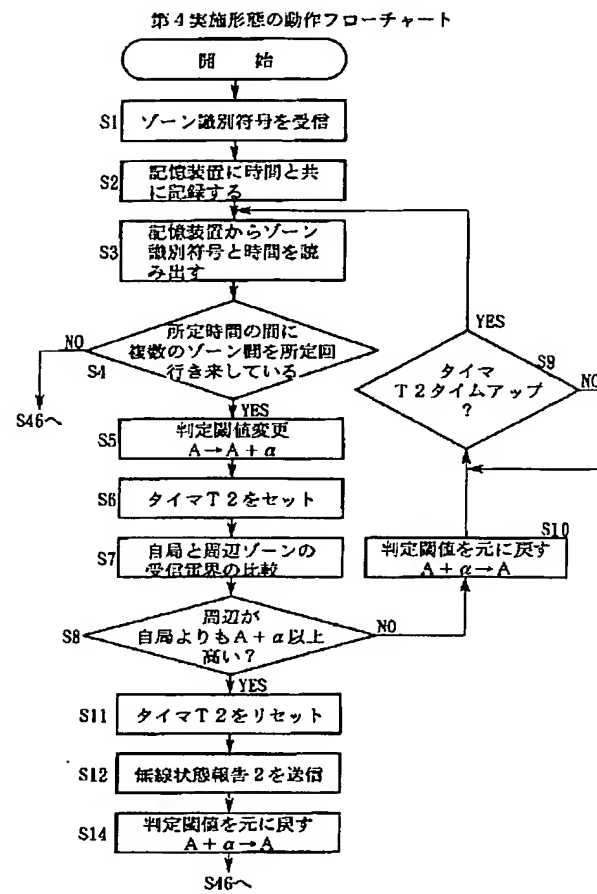 第4実施形態の動作フローチャート
開 始
S1
ゾーン識別符号を受信
S2
記憶装置に時間と共
に記録する
S3
記憶装置からゾーン
識別符号と時間を読
み出す
所定時間の間に
複数のゾーン間を所定回
行き来している
S4
NO
S46へ
YES
S5
判定閾値変更
A→A+α
S6
タイマT2をセット
S7
自局と周辺ゾーンの
受信電界の比較
S8
周辺が
自局よりもA+α以上
高い?
NO
YES
S9
タイマ
T2タイムアップ
?
YES
NO
S10
判定閾値を元に戻す
A+α→A
S11
タイマT2をリセット
S12
無線状態報告2を送信
S14
判定閾値を元に戻す
A+α→A
S46へ